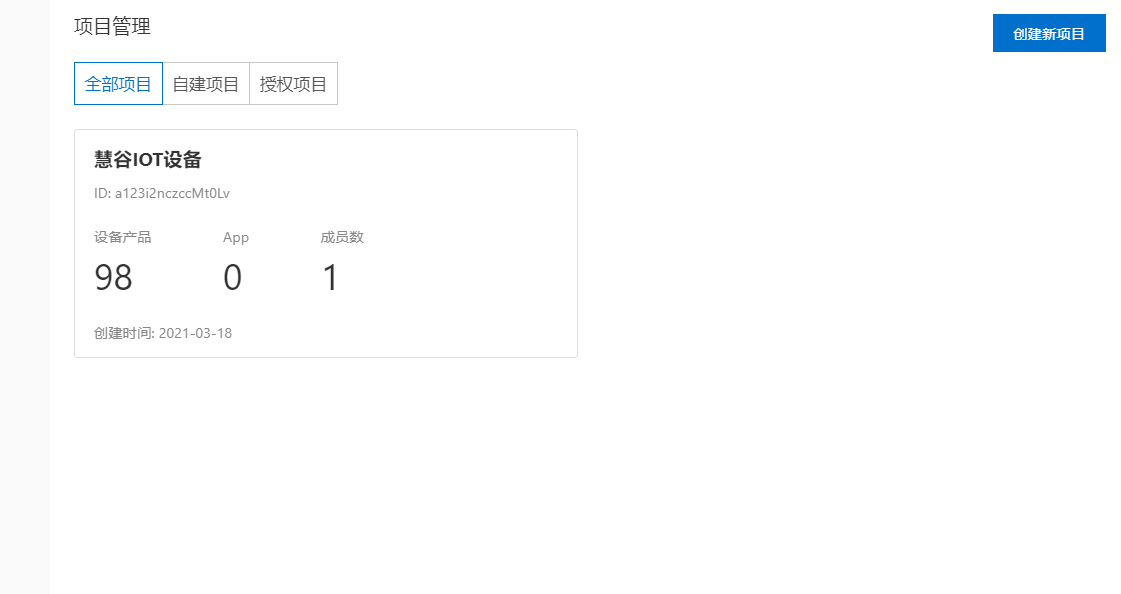 项目管理
创建新项目
全部项目
自建项目
授权项目
慧谷IOT设备
ID: a123i2nczccMt0Lv
设备产品
App
成员数
98
0
1
创建时间: 2021-03-18